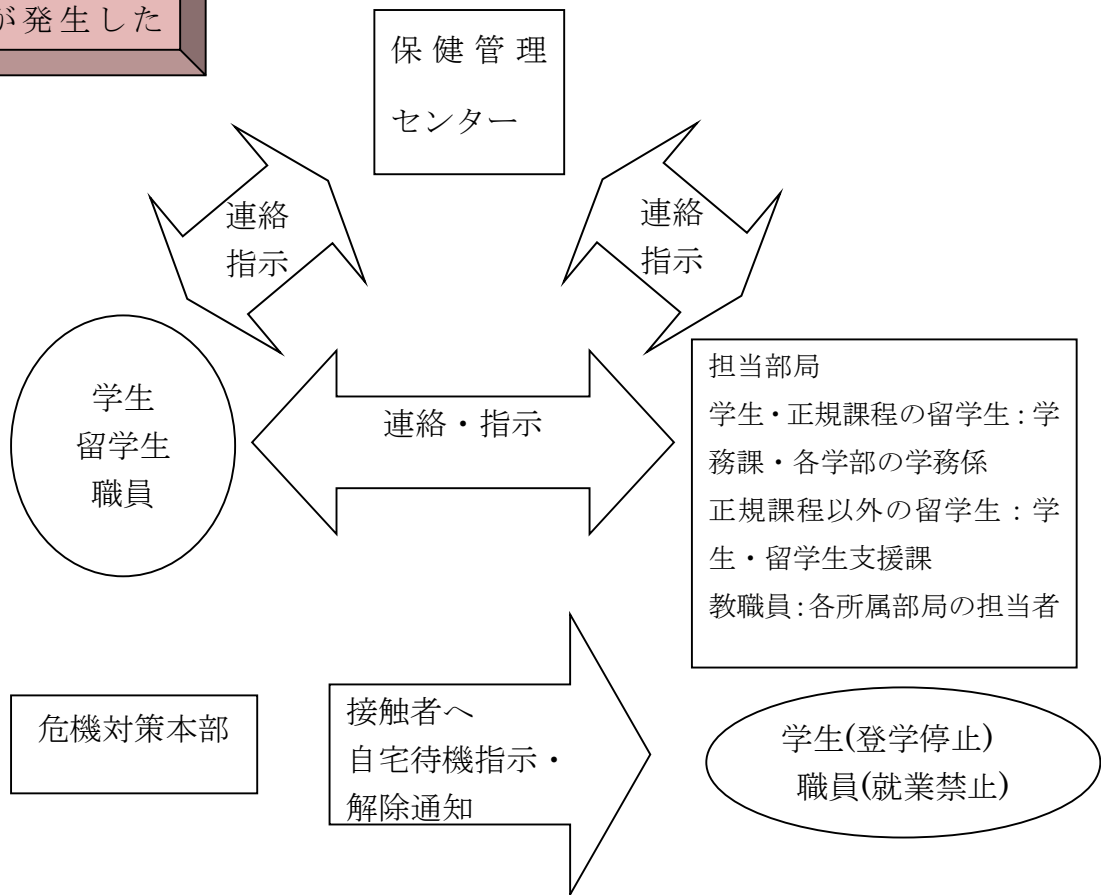 が発生した
保健管理
センター
連絡
指示
連絡
指示
学生
留学生
職員
連絡・指示
担当部局
学生・正規課程の留学生：学
務課・各学部の学務係
正規課程以外の留学生：学
生・留学生支援課
教職員：各所属部局の担当者
危機対策本部
接触者へ
自宅待機指示・
解除通知
学生(登学停止)
職員(就業禁止)